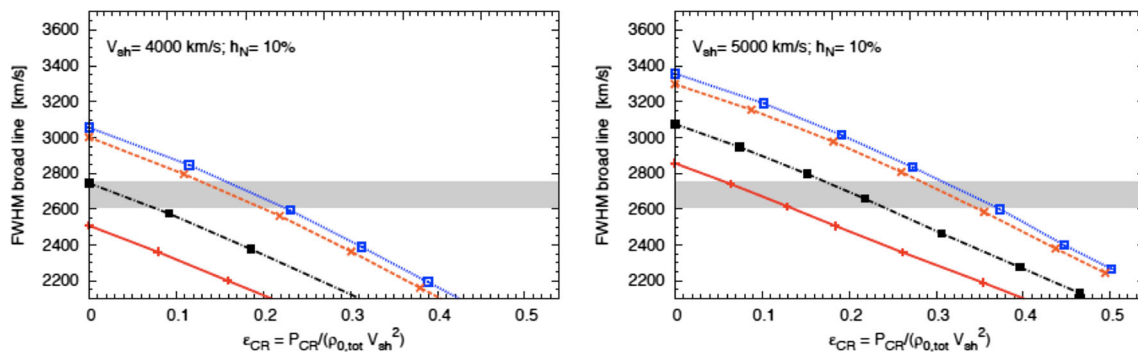 3600
3400
3200
3000
2800
2600
2400
2200
FWHM broad line [km/s]
V_sh= 4000 km/s; h_N= 10%
0 0.1 0.2 0.3 0.4 0.5
ε_CR = P_CR/(ρ_0,tot V_sh^2)
3600
3400
3200
3000
2800
2600
2400
2200
FWHM broad line [km/s]
V_sh= 5000 km/s; h_N= 10%
0 0.1 0.2 0.3 0.4 0.5
ε_CR = P_CR/(ρ_0,tot V_sh^2)